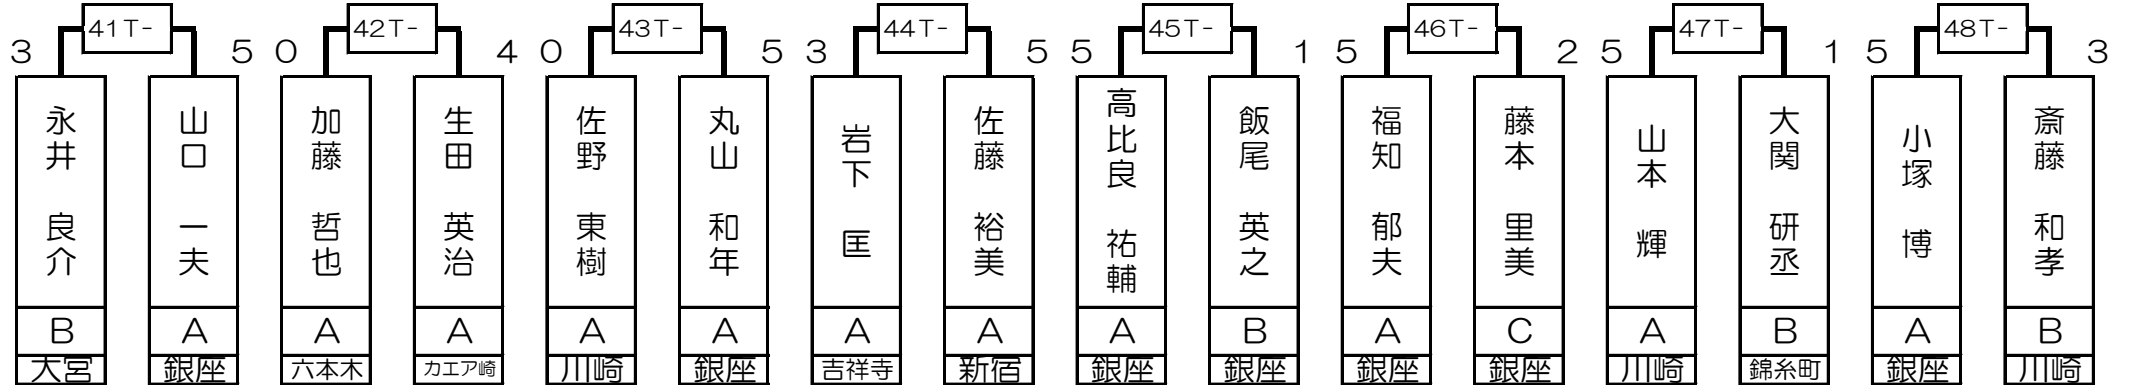 41T- 42T- 43T- 44T- 45T- 46T- 47T- 48T-
3 5 0 4 0 5 3 5 5 1 5 2 5 1 5 3
永井 良介
山口 一夫
加藤 哲也
生田 英治
佐野 東樹
丸山 和年
岩下 匡
佐藤 裕美
高比良 祐輔
飯尾 英之
福知 郁夫
藤本 里美
山本 輝
大関 研丞
小塚 博
斎藤 和孝
B A A A A A A A A B A C A B A B
大宮 銀座 六本木 カエア崎 川崎 銀座 吉祥寺 新宿 銀座 銀座 銀座 銀座 川崎 錦糸町 銀座 川崎